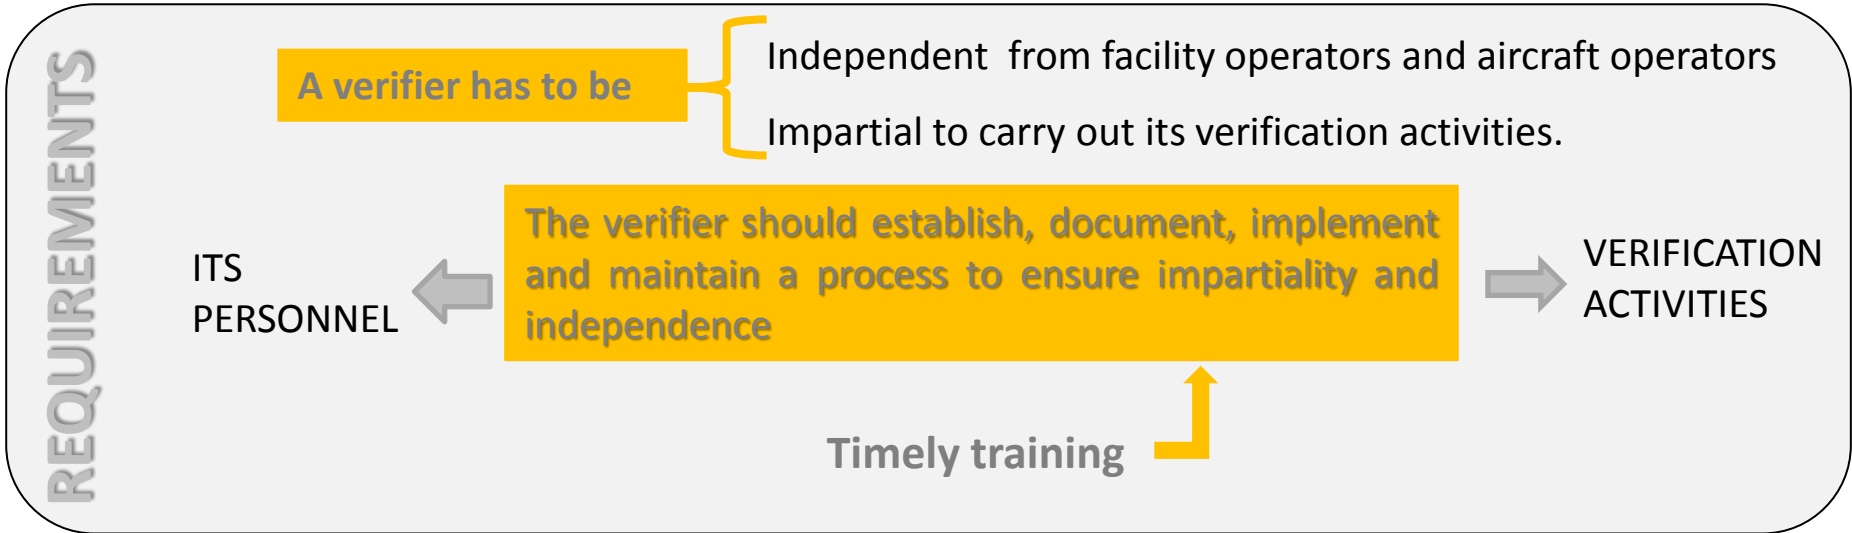 REQUIREMENTS
A verifier has to be
Independent from facility operators and aircraft operators
Impartial to carry out its verification activities.
The verifier should establish, document, implement
and maintain a process to ensure impartiality and
independence
ITS
PERSONNEL
VERIFICATION
ACTIVITIES
Timely training